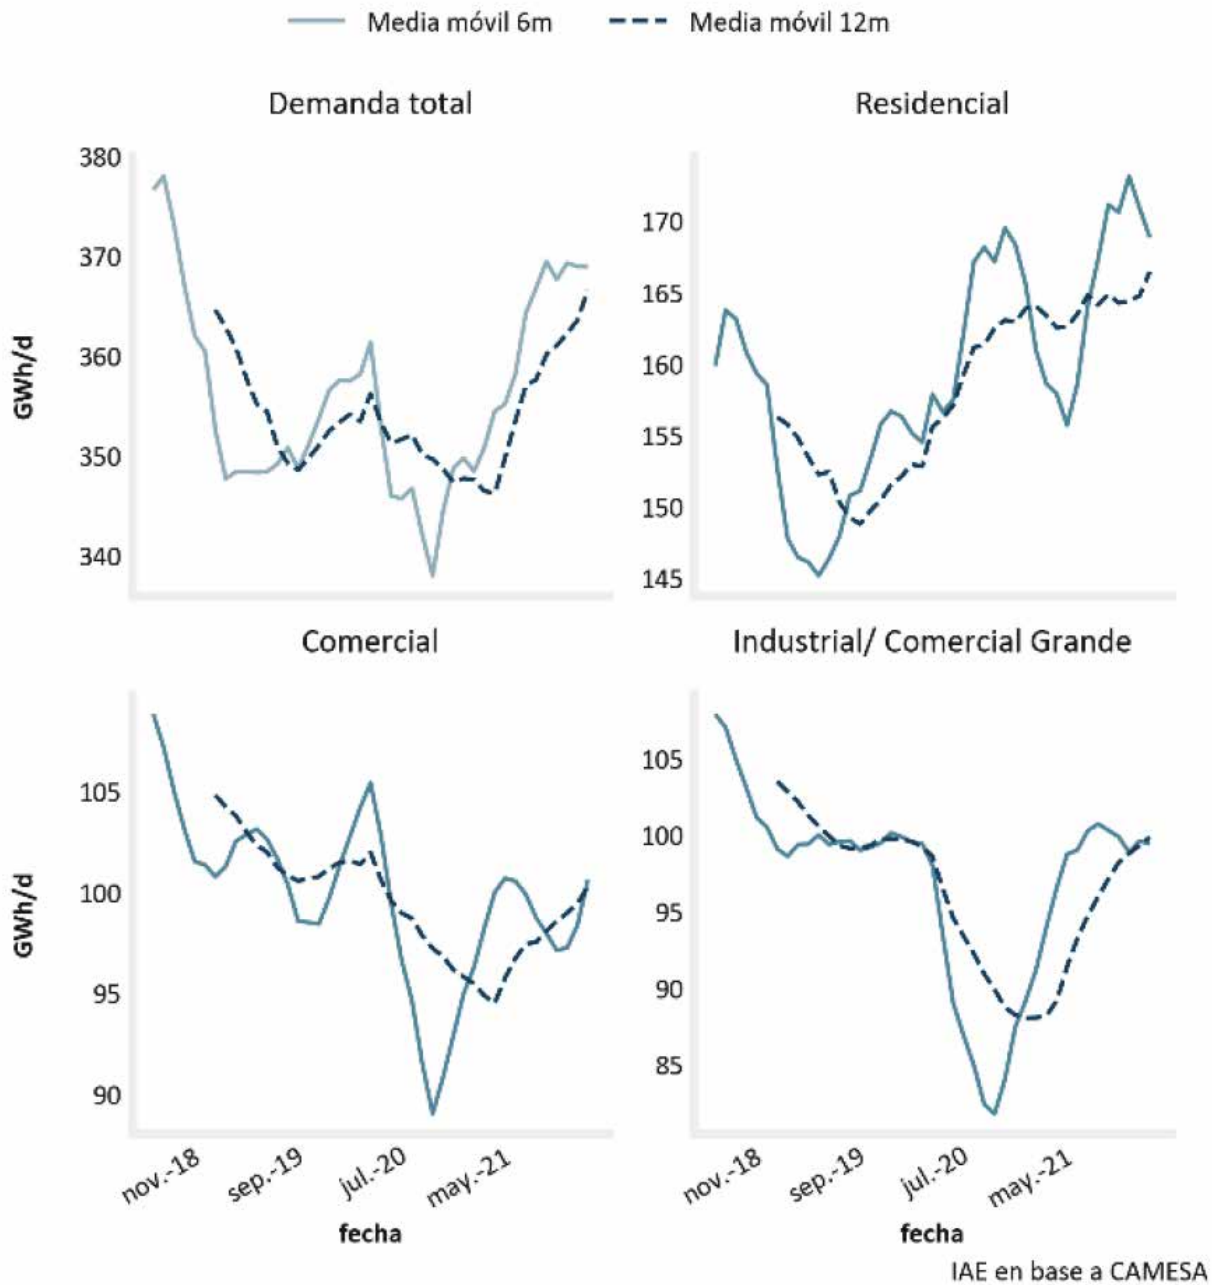 Media móvil 6m
Media móvil 12m
Demanda total
Residencial
380
370
360
350
340
GWh/d
170
165
160
155
150
145
Comercial
Industrial/ Comercial Grande
105
100
95
90
GWh/d
105
100
95
90
85
nov.-18
sep.-19
jul.-20
may.-21
fecha
nov.-18
sep.-19
jul.-20
may.-21
fecha
IAE en base a CAMESA